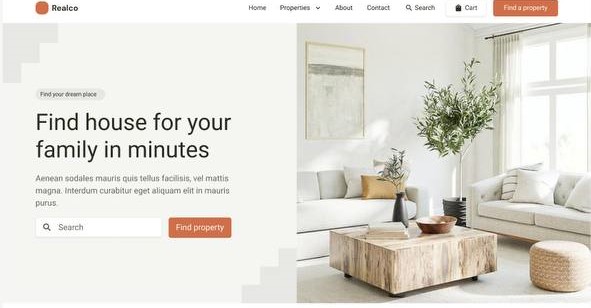 Realco
Home Properties About Contact Search Cart Find a property
Find your dream place
Find house for your
family in minutes
Aenean sodales mauris quis tellus facilisis, vel mattis
magna. Interdum curabitur eget aliquam elit in mauris
purus.
Search Find property